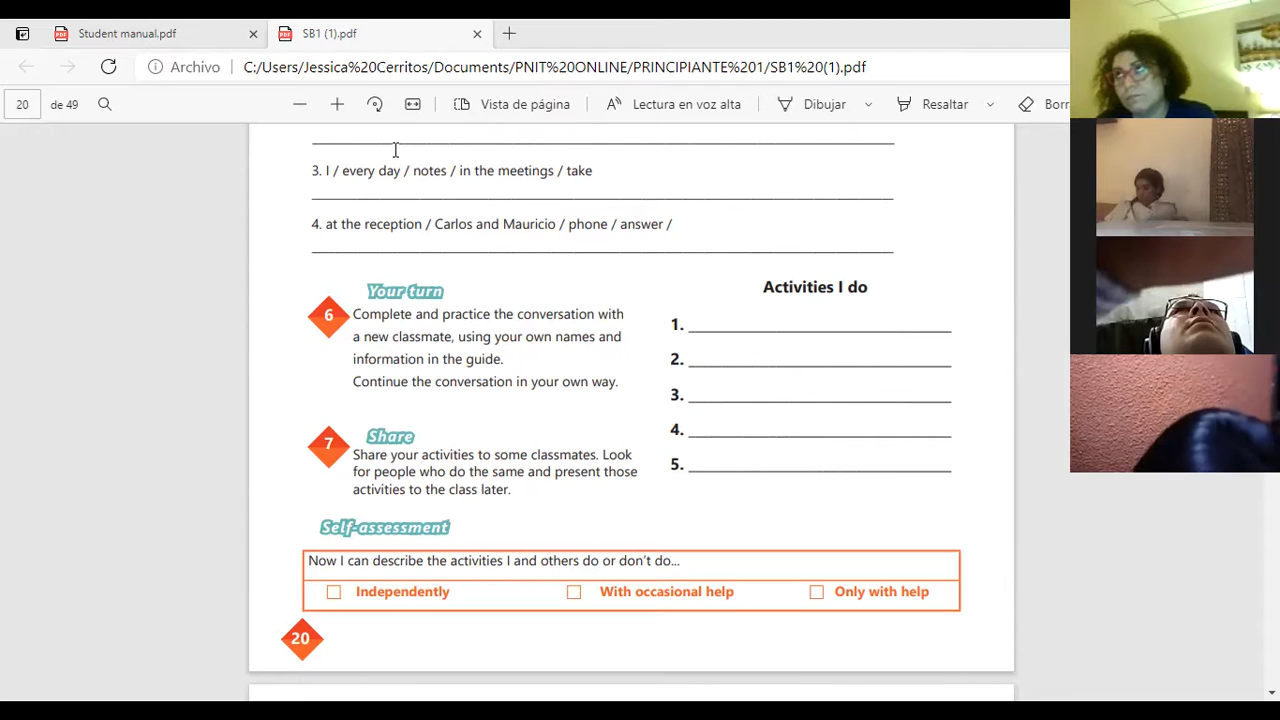 Student manual.pdf
SB1 (1).pdf
Archivo
C:/Users/Jessica%20Cerritos/Documents/PNIT%20ONLINE/PRINCIPIANTE%201/SB1%20(1).pdf
20
de 49
Vista de página
Lectura en voz alta
Dibujar
Resaltar
Borr
3. I / every day / notes / in the meetings / take
4. at the reception / Carlos and Mauricio / phone / answer /
6
Your turn
Complete and practice the conversation with
a new classmate, using your own names and
information in the guide.
Continue the conversation in your own way.
Activities I do
1.
2.
3.
4.
5.
7
Share
Share your activities to some classmates. Look
for people who do the same and present those
activities to the class later.
Self-assessment
Now I can describe the activities I and others do or don't do...
Independently
With occasional help
Only with help
20